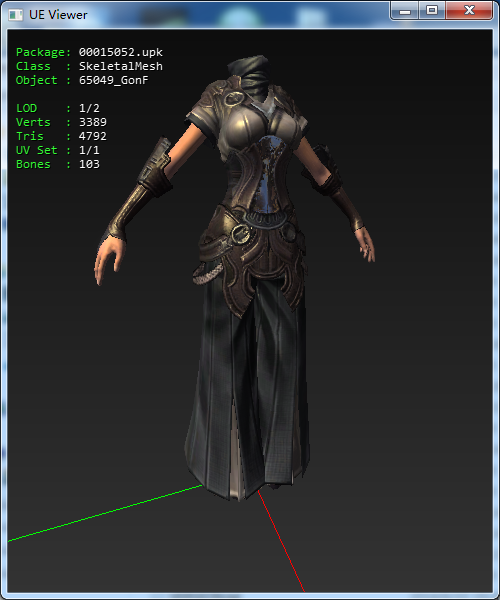 UE Viewer
Package: 00015052.upk
Class  : SkeletalMesh
Object : 65049_GonF
LOD    : 1/2
Verts  : 3389
Tris   : 4792
UV Set : 1/1
Bones  : 103